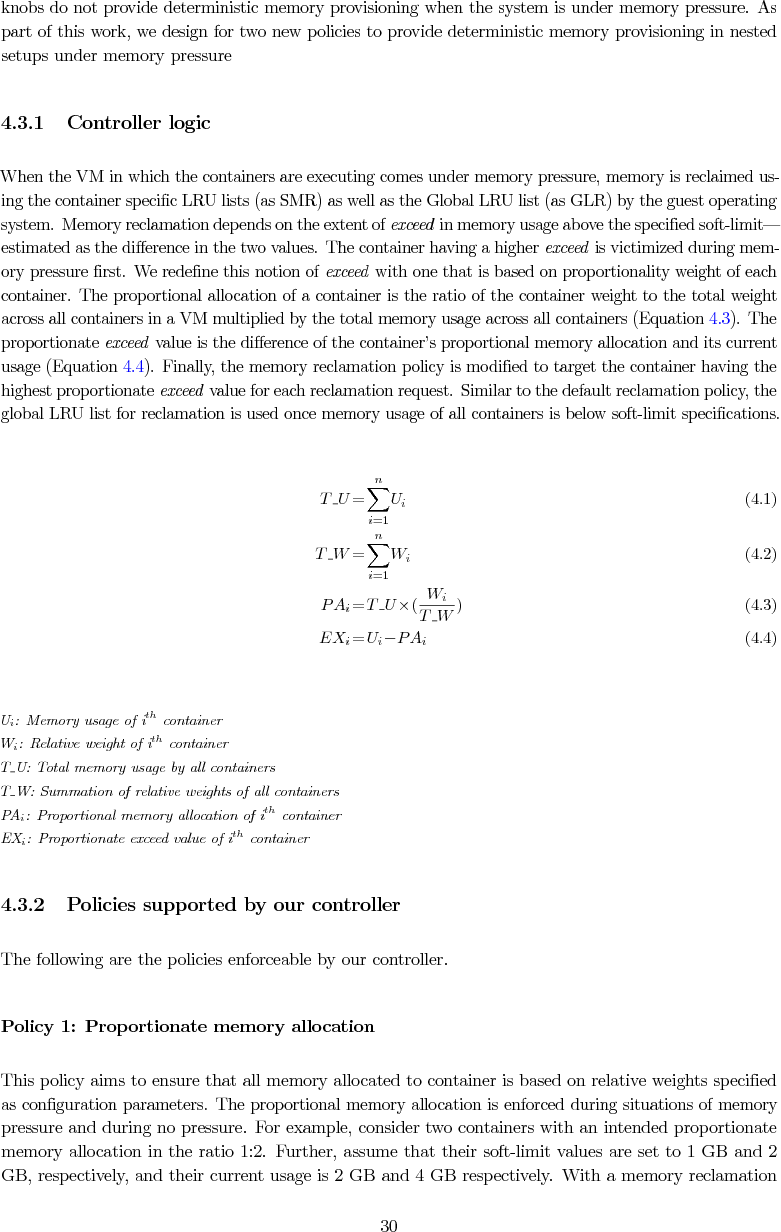 knobs do not provide deterministic memory provisioning when the system is under memory pressure. As
part of this work, we design for two new policies to provide deterministic memory provisioning in nested
setups under memory pressure
4.3.1 Controller logic
When the VM in which the containers are executing comes under memory pressure, memory is reclaimed us-
ing the container specific LRU lists (as SMR) as well as the Global LRU list (as GLR) by the guest operating
system. Memory reclamation depends on the extent of exceed in memory usage above the specified soft-limit—
estimated as the difference in the two values. The container having a higher exceed is victimized during mem-
ory pressure first. We redefine this notion of exceed with one that is based on proportionality weight of each
container. The proportional allocation of a container is the ratio of the container weight to the total weight
across all containers in a VM multiplied by the total memory usage across all containers (Equation 4.3). The
proportionate exceed value is the difference of the container's proportional memory allocation and its current
usage (Equation 4.4). Finally, the memory reclamation policy is modified to target the container having the
highest proportionate exceed value for each reclamation request. Similar to the default reclamation policy, the
global LRU list for reclamation is used once memory usage of all containers is below soft-limit specifications.
T_U = ∑_{i=1}^{n} U_i (4.1)
T_W = ∑_{i=1}^{n} W_i (4.2)
PA_i = T_U × (W_i / T_W) (4.3)
EX_i = U_i − PA_i (4.4)
U_i: Memory usage of i^th container
W_i: Relative weight of i^th container
T_U: Total memory usage by all containers
T_W: Summation of relative weights of all containers
PA_i: Proportional memory allocation of i^th container
EX_i: Proportionate exceed value of i^th container
4.3.2 Policies supported by our controller
The following are the policies enforceable by our controller.
Policy 1: Proportionate memory allocation
This policy aims to ensure that all memory allocated to container is based on relative weights specified
as configuration parameters. The proportional memory allocation is enforced during situations of memory
pressure and during no pressure. For example, consider two containers with an intended proportionate
memory allocation in the ratio 1:2. Further, assume that their soft-limit values are set to 1 GB and 2
GB, respectively, and their current usage is 2 GB and 4 GB respectively. With a memory reclamation
30